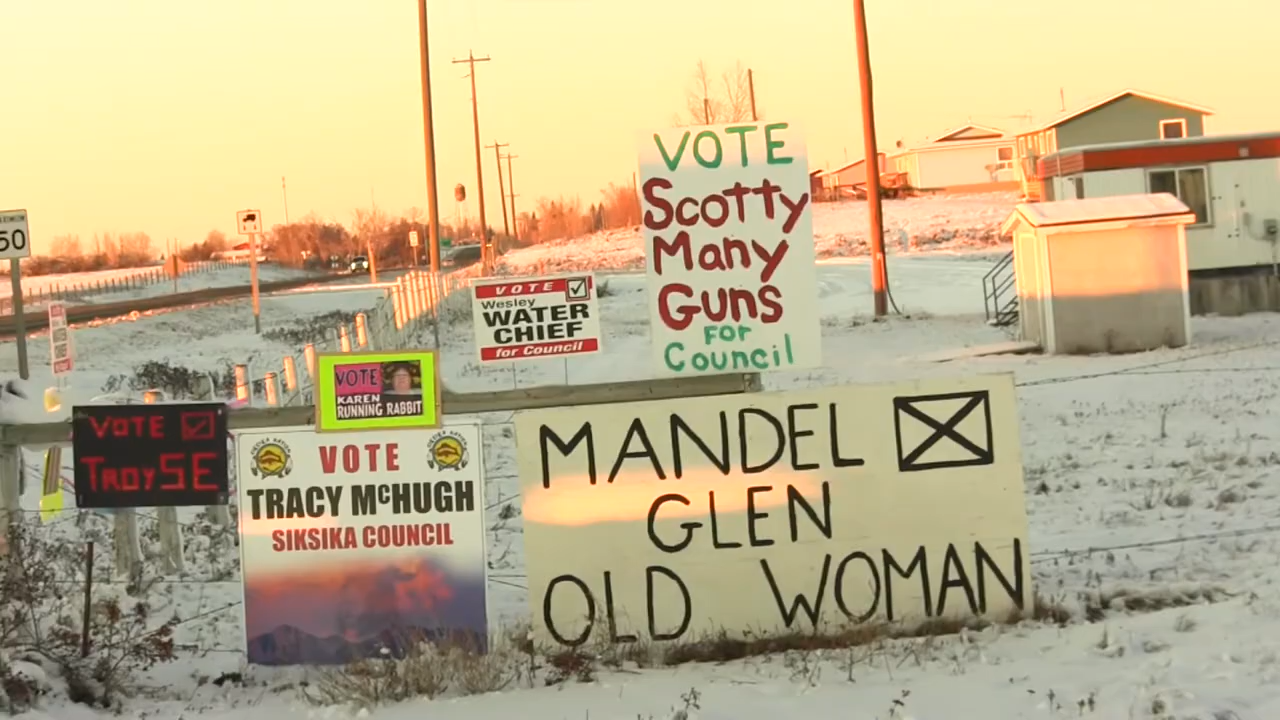 MAXIMUM
50
VOTE
Scotty
Many
Guns
FOR
Council
VOTE
Wesley
WATER
CHIEF
for Council
VOTE
KAREN
RUNNING RABBIT
VOTE
Troy SE
VOTE
TRACY McHUGH
SIKSIKA COUNCIL
MANDEL
GLEN
OLD WOMAN